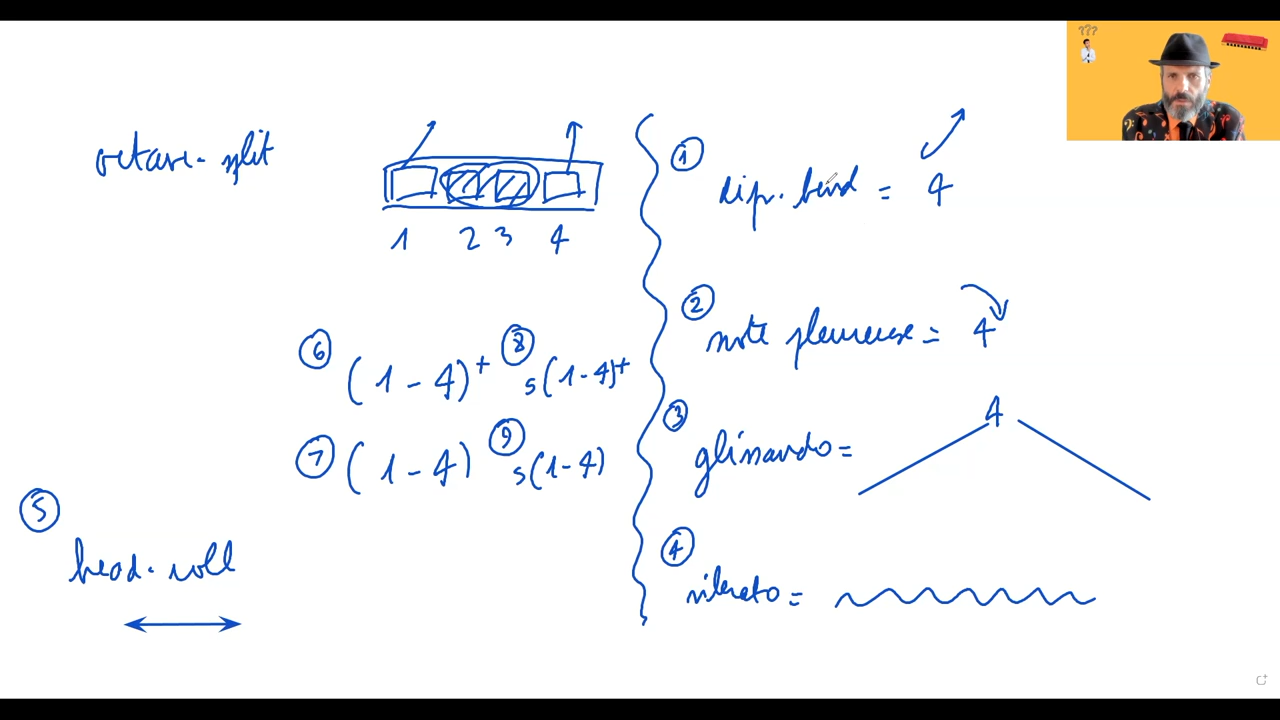 ???
octave-split
1 2 3 4
① dip-bend = 4
② note pleureuse = 4
⑥ (1-4)+ ⑧ s(1-4)+
③ glissando = 4
⑦ (1-4) ⑨ s(1-4)
④ vibrato =
⑤ head-roll